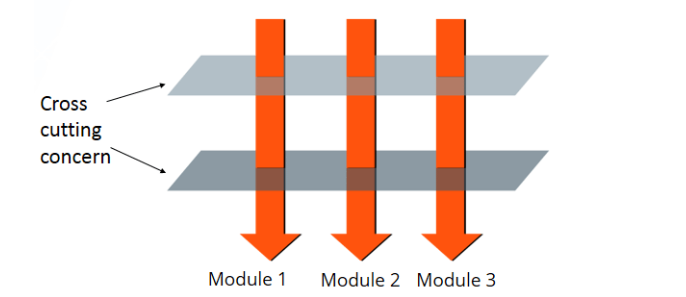 Cross
cutting
concern
Module 1
Module 2
Module 3